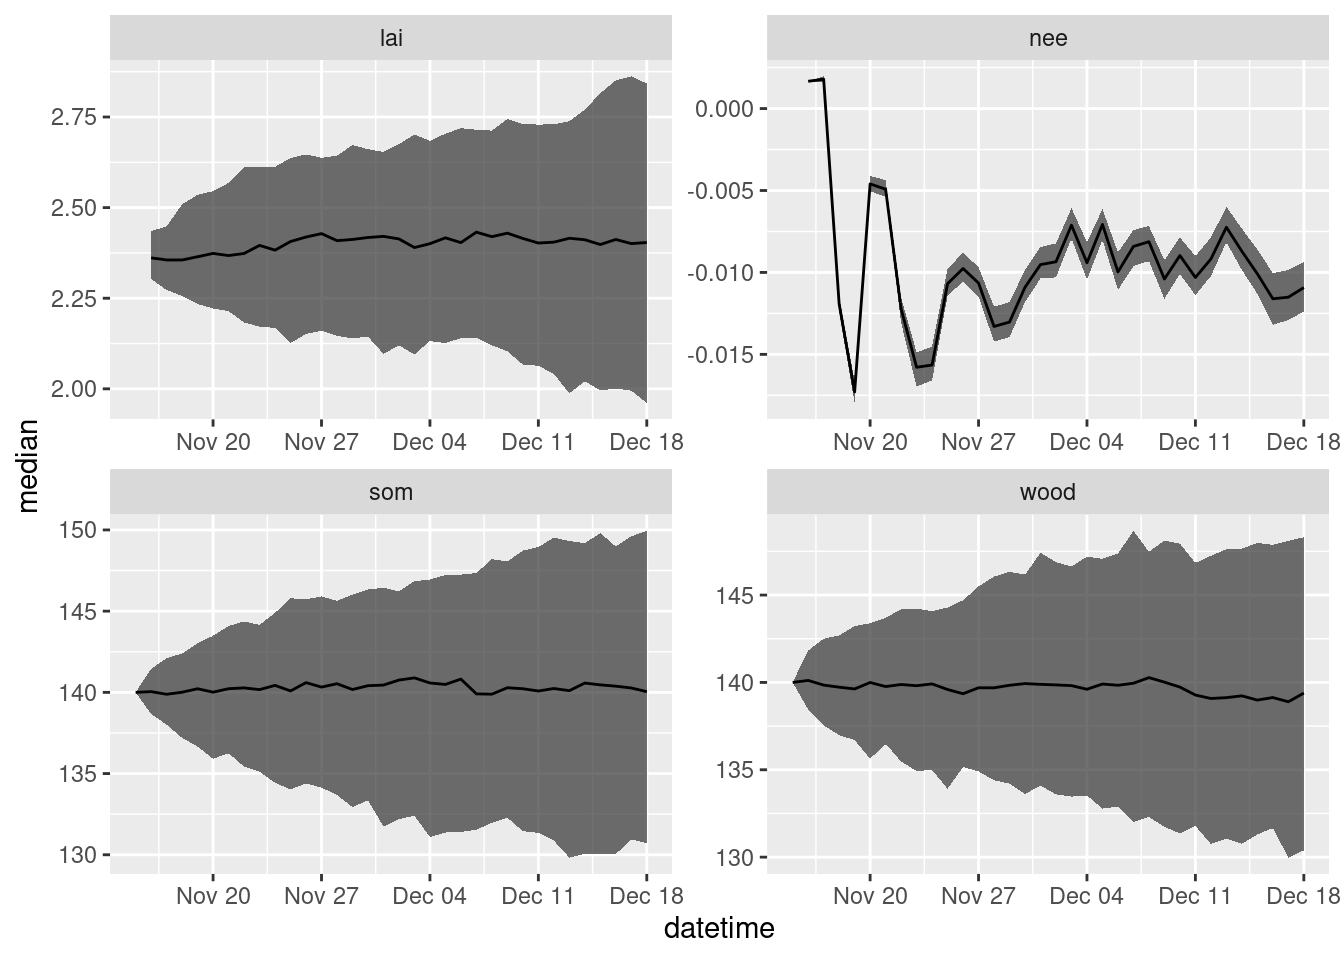 lai
nee
2.75
2.50
2.25
2.00
0.000
-0.005
-0.010
-0.015
Nov 20 Nov 27 Dec 04 Dec 11 Dec 18
Nov 20 Nov 27 Dec 04 Dec 11 Dec 18
median
som
wood
150
145
140
135
130
145
140
135
130
Nov 20 Nov 27 Dec 04 Dec 11 Dec 18
Nov 20 Nov 27 Dec 04 Dec 11 Dec 18
datetime